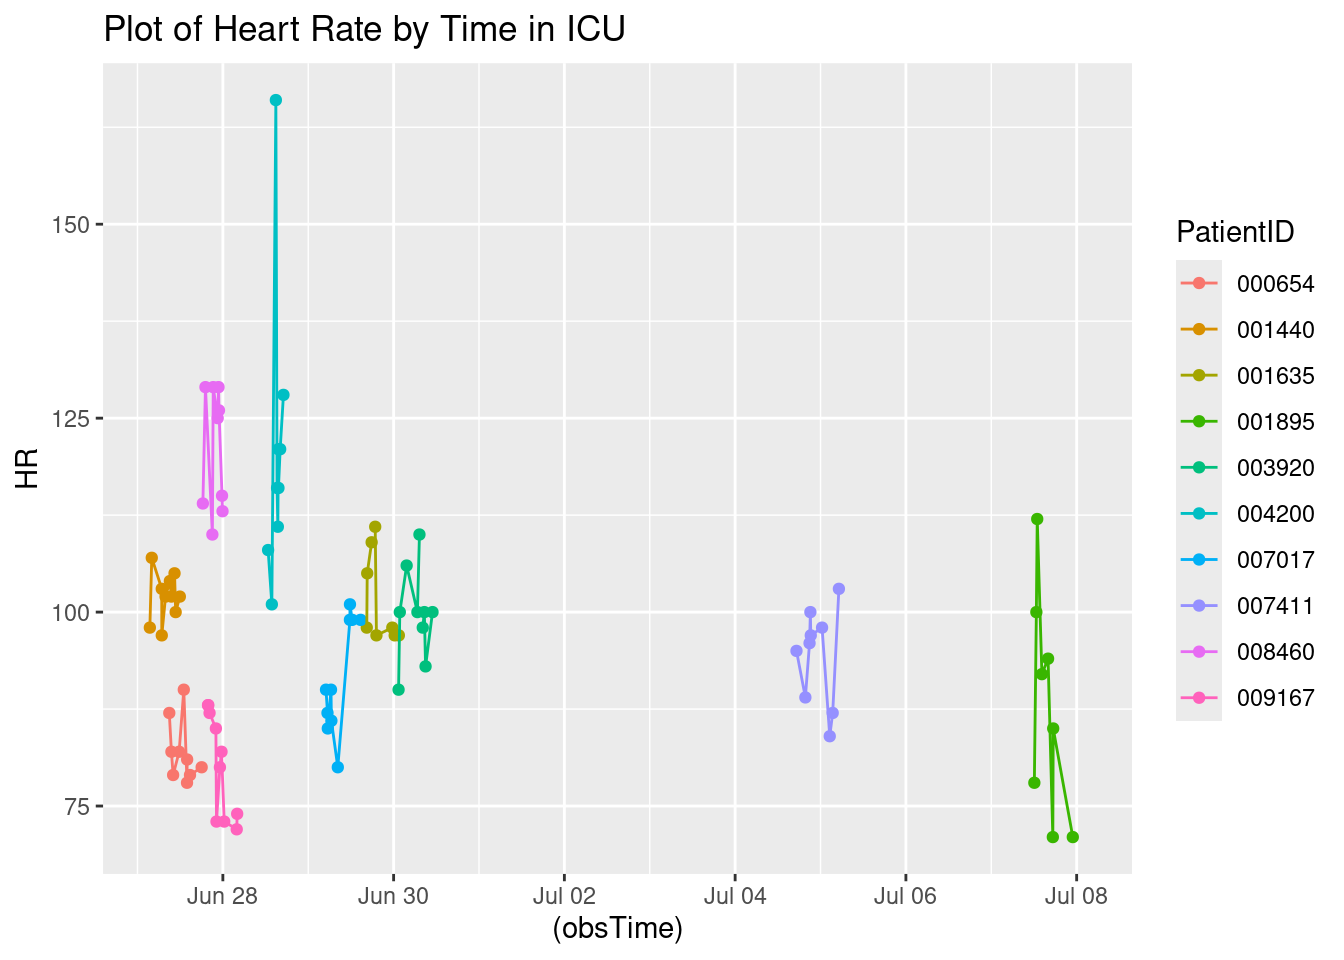 Plot of Heart Rate by Time in ICU
HR
150
125
100
75
Jun 28
Jun 30
Jul 02
Jul 04
Jul 06
Jul 08
(obsTime)
PatientID
000654
001440
001635
001895
003920
004200
007017
007411
008460
009167